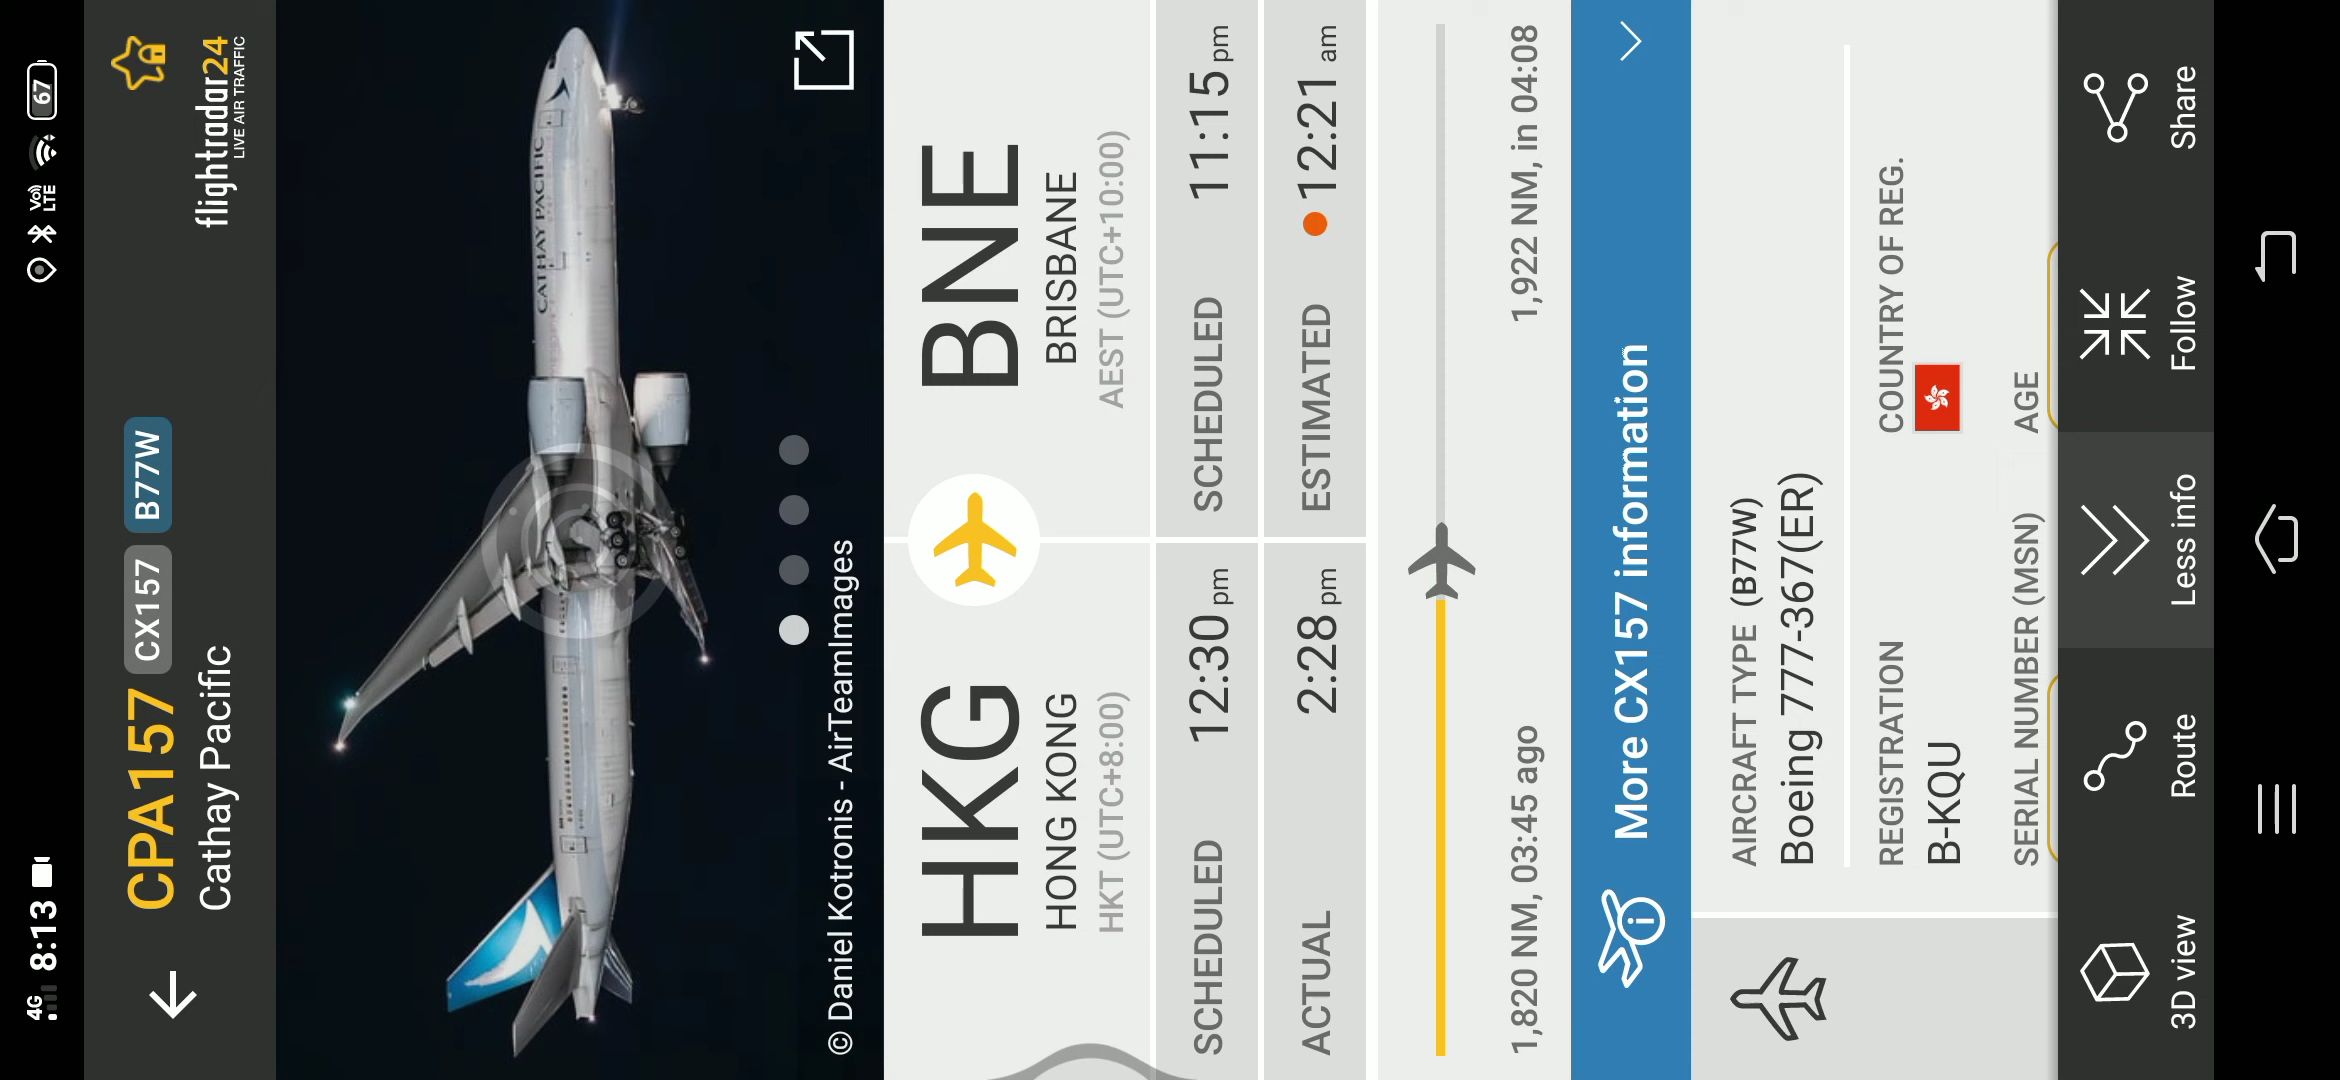 4G 8:13 Vo) LTE 67
CPA157 CX157 B77W
Cathay Pacific
flightradar24
LIVE AIR TRAFFIC
CATHAY PACIFIC
© Daniel Kotronis - AirTeamImages
HKG
HONG KONG
HKT (UTC+8:00)
BNE
BRISBANE
AEST (UTC+10:00)
SCHEDULED 12:30 pm
SCHEDULED 11:15 pm
ACTUAL 2:28 pm
ESTIMATED 12:21 am
1,820 NM, 03:45 ago
1,922 NM, in 04:08
More CX157 information
AIRCRAFT TYPE (B77W)
Boeing 777-367(ER)
REGISTRATION
B-KQU
COUNTRY OF REG.
SERIAL NUMBER (MSN)
AGE
3D view
Route
Less info
Follow
Share